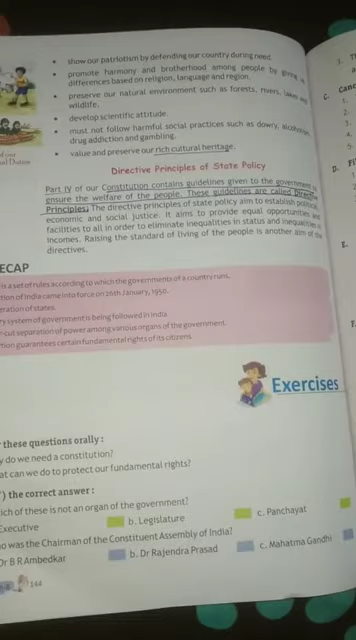 show our patriotism by defending our country during need.
promote harmony and brotherhood among people by giving
differences based on religion, language and region.
preserve our natural environment such as forests, rivers, lakes and
wildlife.
develop scientific attitude.
must not follow harmful social practices such as dowry, alcoholism,
drug addiction and gambling.
value and preserve our rich cultural heritage.
Directive Principles of State Policy
Part IV of our Constitution contains guidelines given to the government to
ensure the welfare of the people. These guidelines are called Directive
Principles. The directive principles of state policy aim to establish political,
economic and social justice. It aims to provide equal opportunities and
facilities to all in order to eliminate inequalities in status and inequalities
incomes. Raising the standard of living of the people is another aim of the
directives.
ECAP
is a set of rules according to which the governments of a country runs.
tion of India came into force on 26th January, 1950.
eration of states.
ry system of government is being followed in India
-cut separation of power among various organs of the government.
tion guarantees certain fundamental rights of its citizens
Exercises
these questions orally :
y do we need a constitution?
at can we do to protect our fundamental rights?
) the correct answer :
ich of these is not an organ of the government?
Executive b. Legislature c. Panchayat
o was the Chairman of the Constituent Assembly of India?
Dr B R Ambedkar b. Dr Rajendra Prasad c. Mahatma Gandhi
144
C.
1.
2.
3.
4.
5.
D.
E.